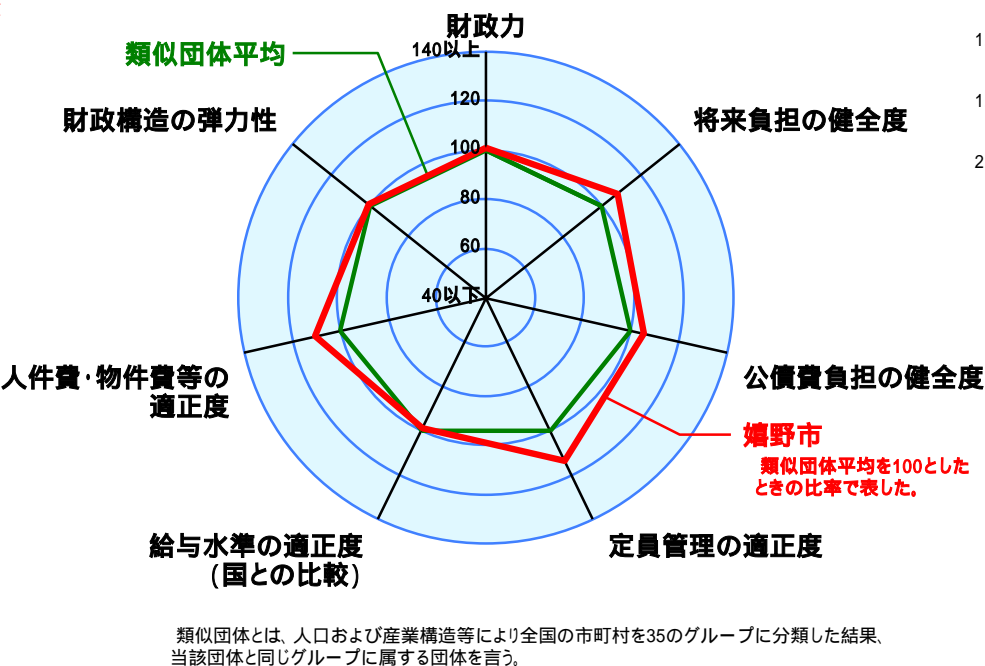 財政力
140以上
類似団体平均
1
120
財政構造の弾力性
将来負担の健全度
1
100
2
80
60
40以下
人件費・物件費等の
適正度
公債費負担の健全度
嬉野市
類似団体平均を100とした
ときの比率で表した。
給与水準の適正度
(国との比較)
定員管理の適正度
類似団体とは、人口および産業構造等により全国の市町村を35のグループに分類した結果、
当該団体と同じグループに属する団体を言う。